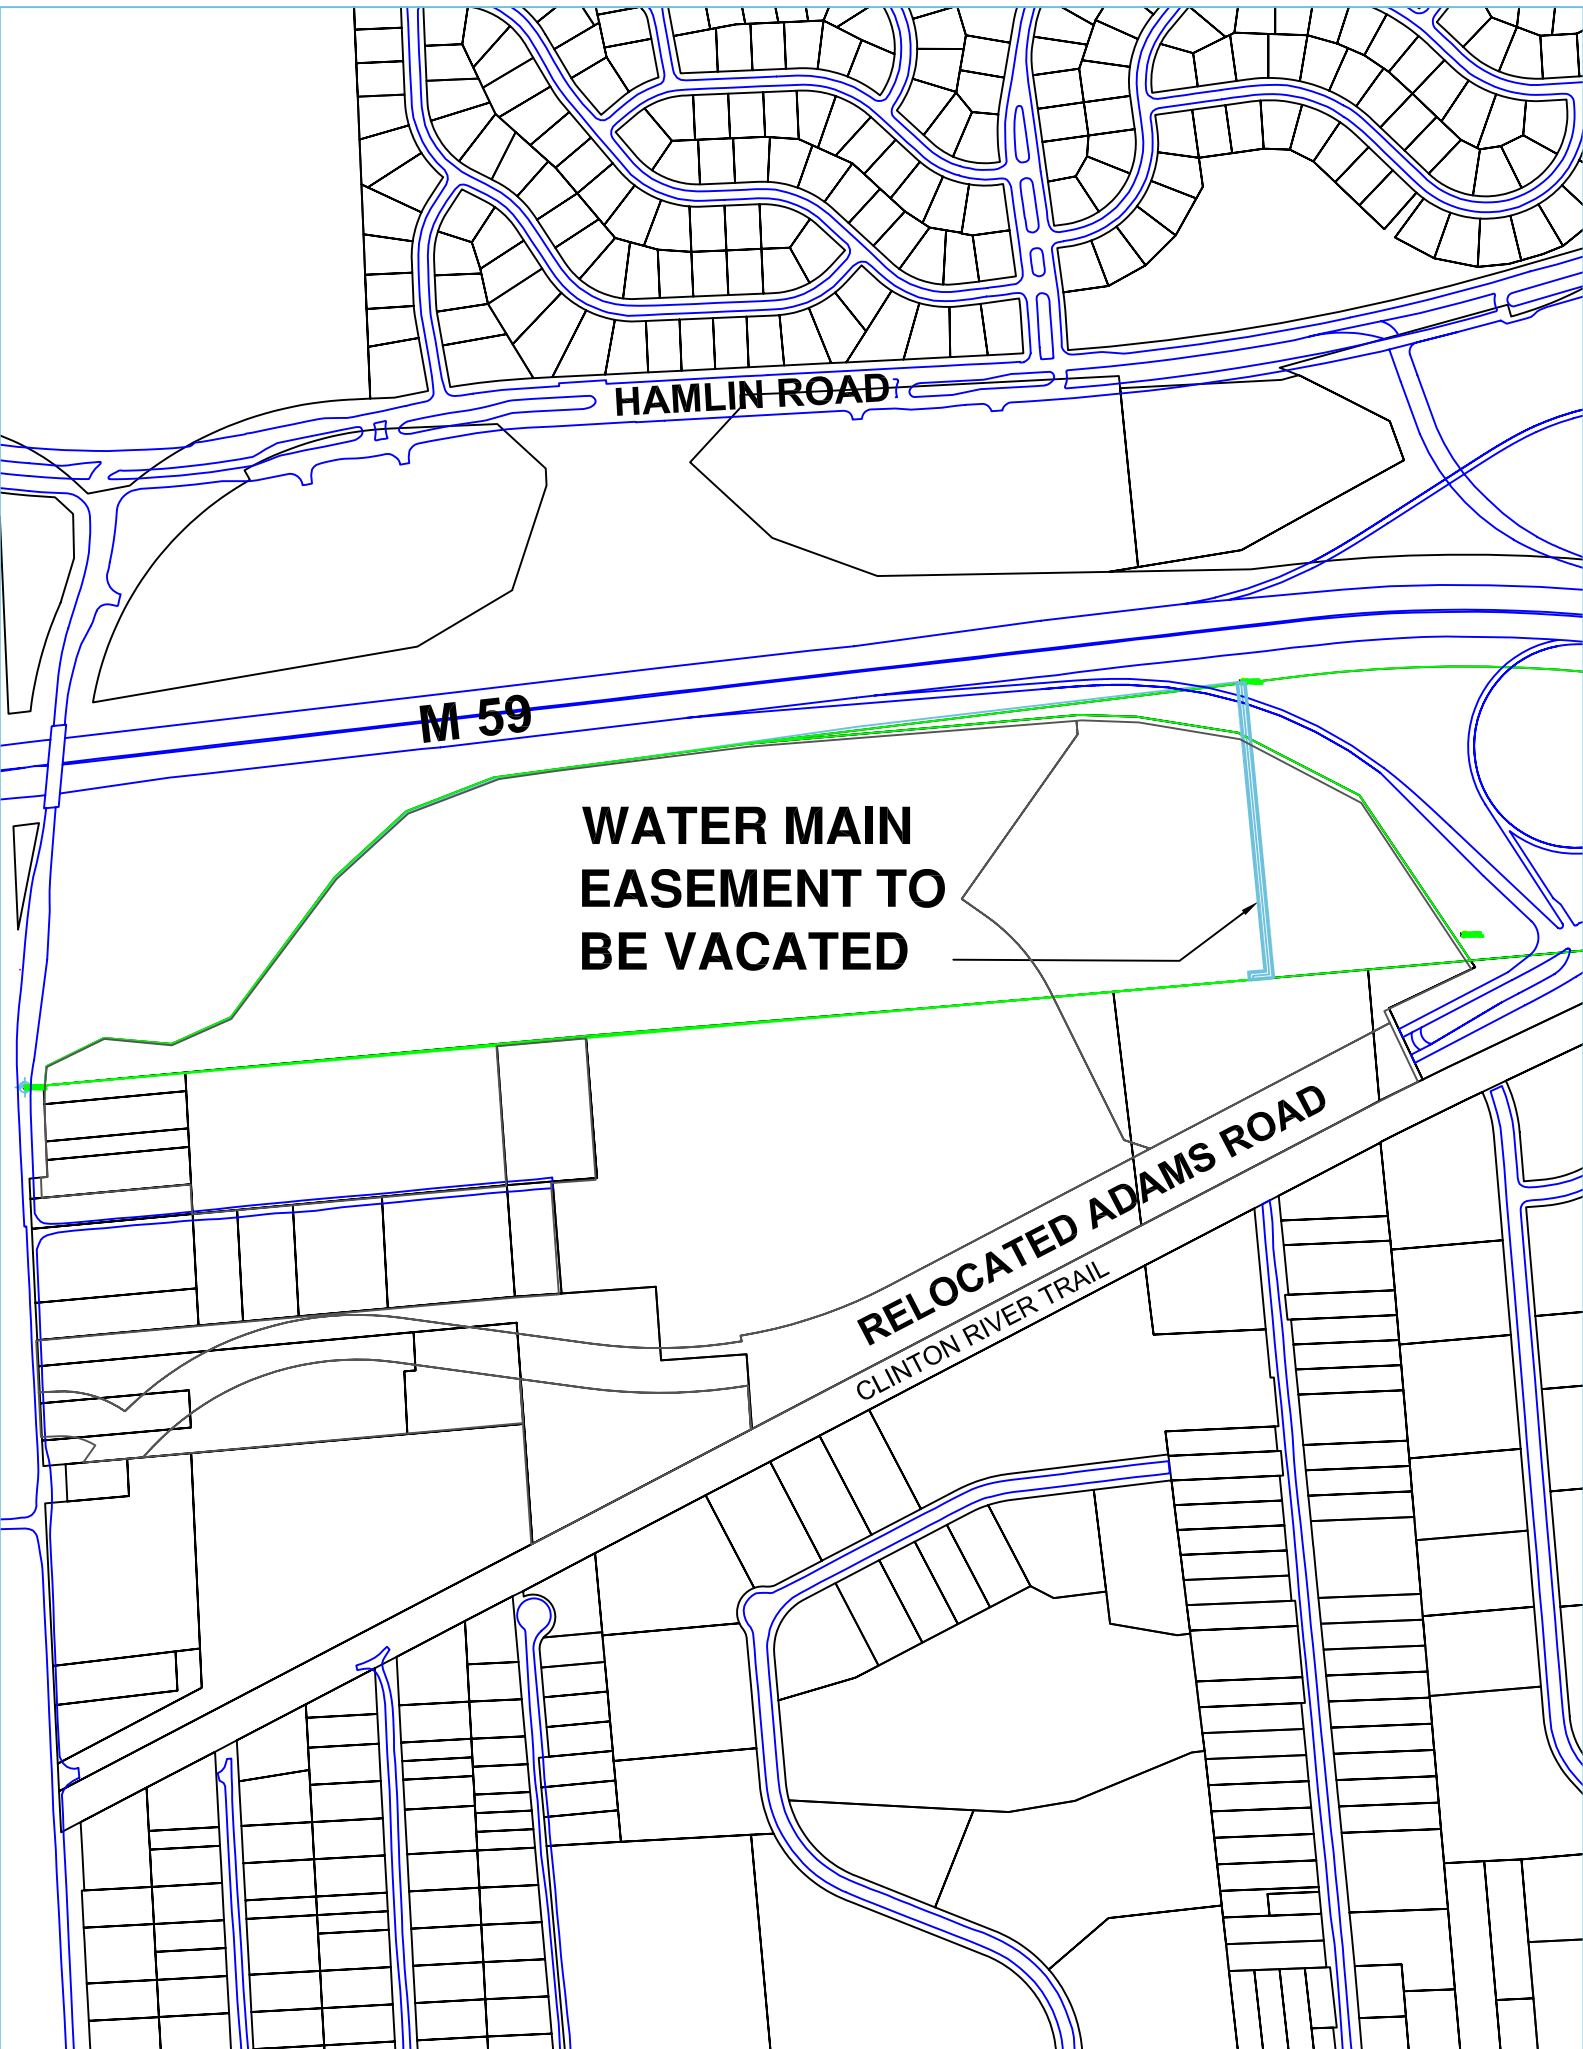 HAMLIN ROAD
M 59
WATER MAIN
EASEMENT TO
BE VACATED
RELOCATED ADAMS ROAD
CLINTON RIVER TRAIL